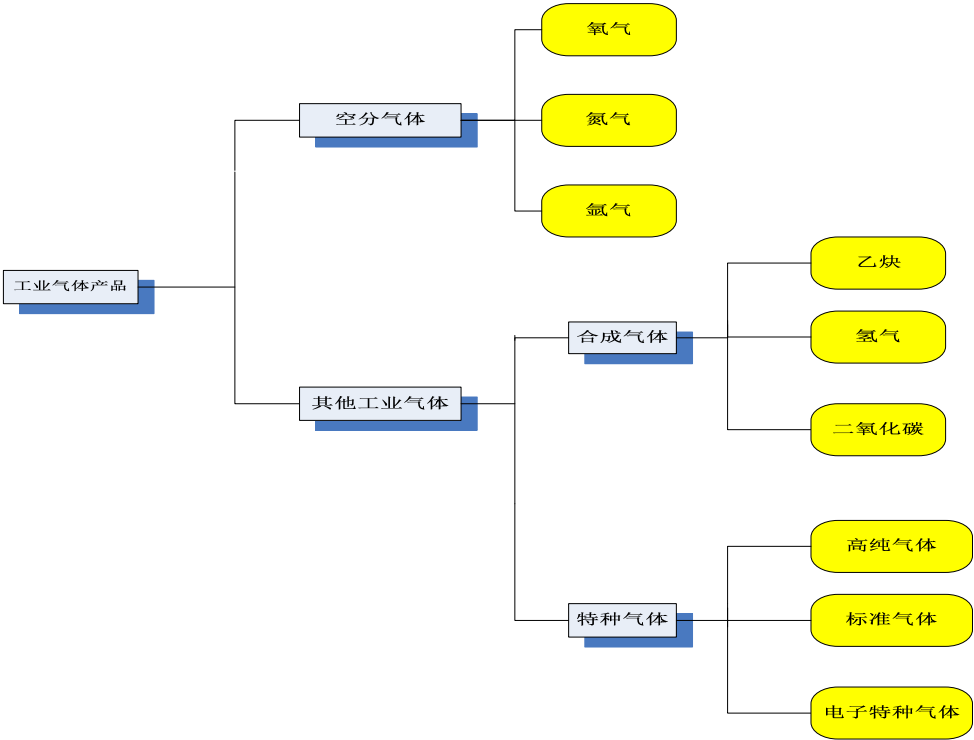 氧气
空分气体
氮气
氩气
乙炔
工业气体产品
合成气体
氢气
其他工业气体
二氧化碳
高纯气体
特种气体
标准气体
电子特种气体